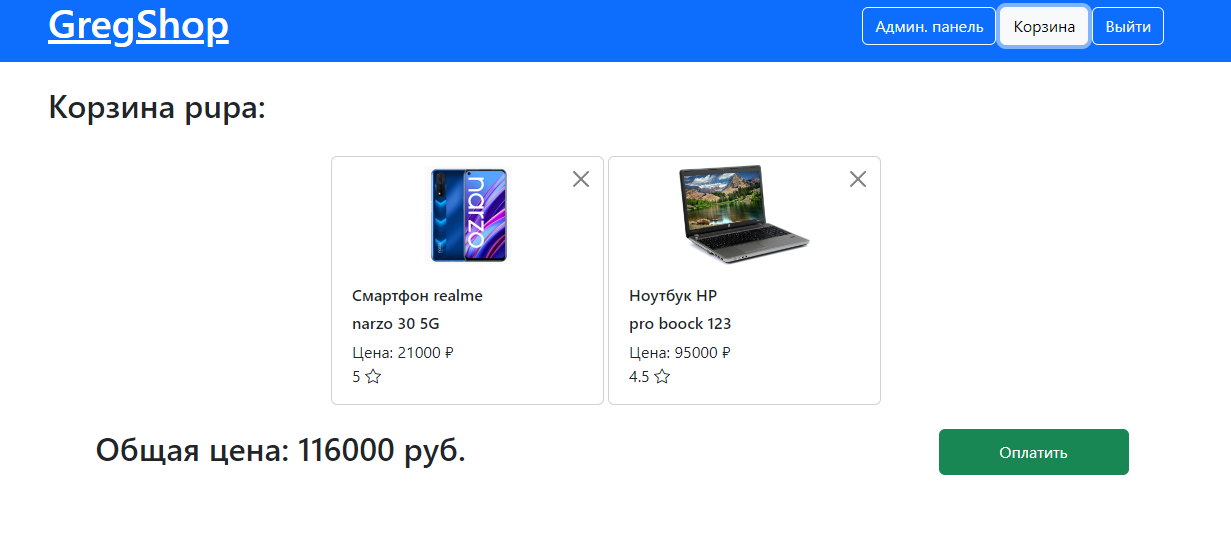 GregShop
Админ. панель
Корзина
Выйти
Корзина pupa:
narzo
Смартфон realme
narzo 30 5G
Цена: 21000 ₽
5
Ноутбук HP
pro boock 123
Цена: 95000 ₽
4.5
Общая цена: 116000 руб.
Оплатить